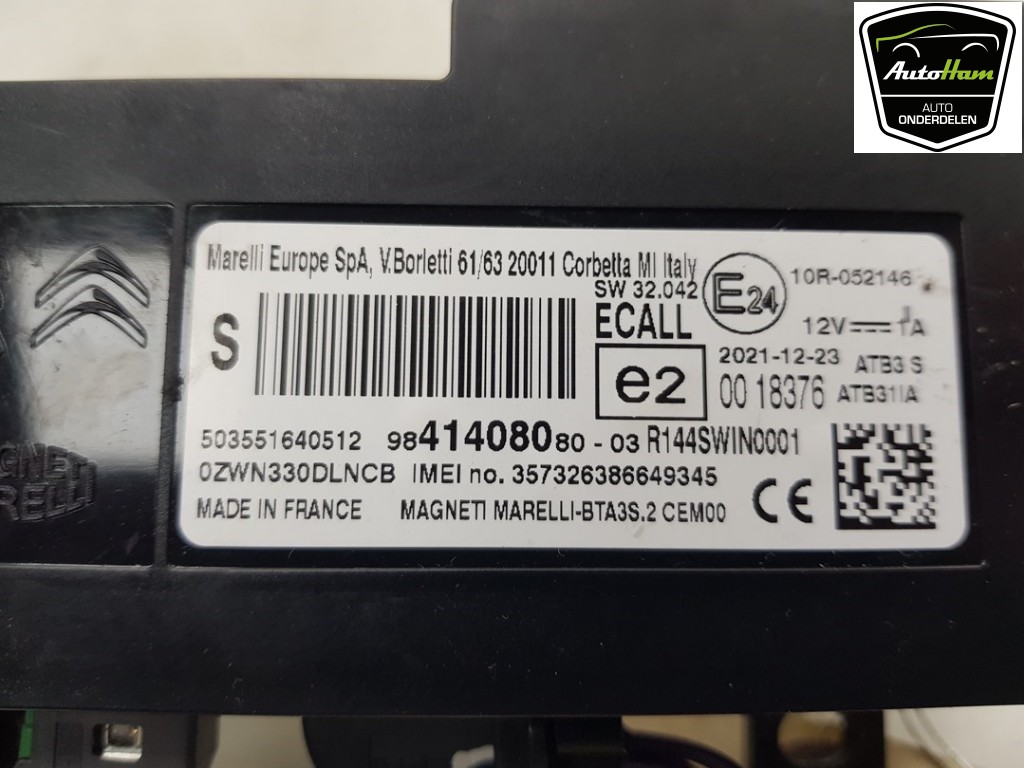 AutoHam
AUTO
ONDERDELEN
Marelli Europe SpA, V.Borletti 61/63 20011 Corbetta MI Italy
SW 32.042
E24
10R-052146
S
ECALL
12V 1A
e2
2021-12-23
ATB3 S
00 18376
ATB31IA
503551640512 9841408080-03 R144SWIN0001
0ZWN330DLNCB IMEI no. 357326386649345
MADE IN FRANCE MAGNETI MARELLI-BTA3S.2 CEM00
CE
MAGNETI
MARELLI